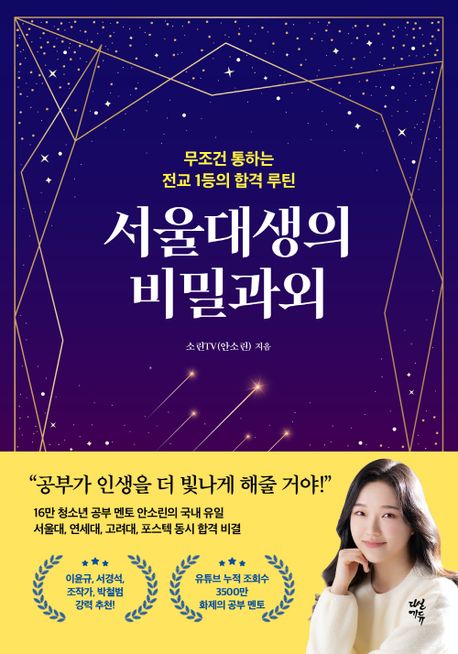 무조건 통하는
전교 1등의 합격 루틴
서울대생의
비밀과외
소린TV(안소린) 지음
“공부가 인생을 더 빛나게 해줄 거야!”
16만 청소년 공부 멘토 안소린의 국내 유일
서울대, 연세대, 고려대, 포스텍 동시 합격 비결
이윤규, 서경석,
조작가, 박철범
강력 추천!
유튜브 누적 조회수
3500만
화제의 공부 멘토
다산
에듀